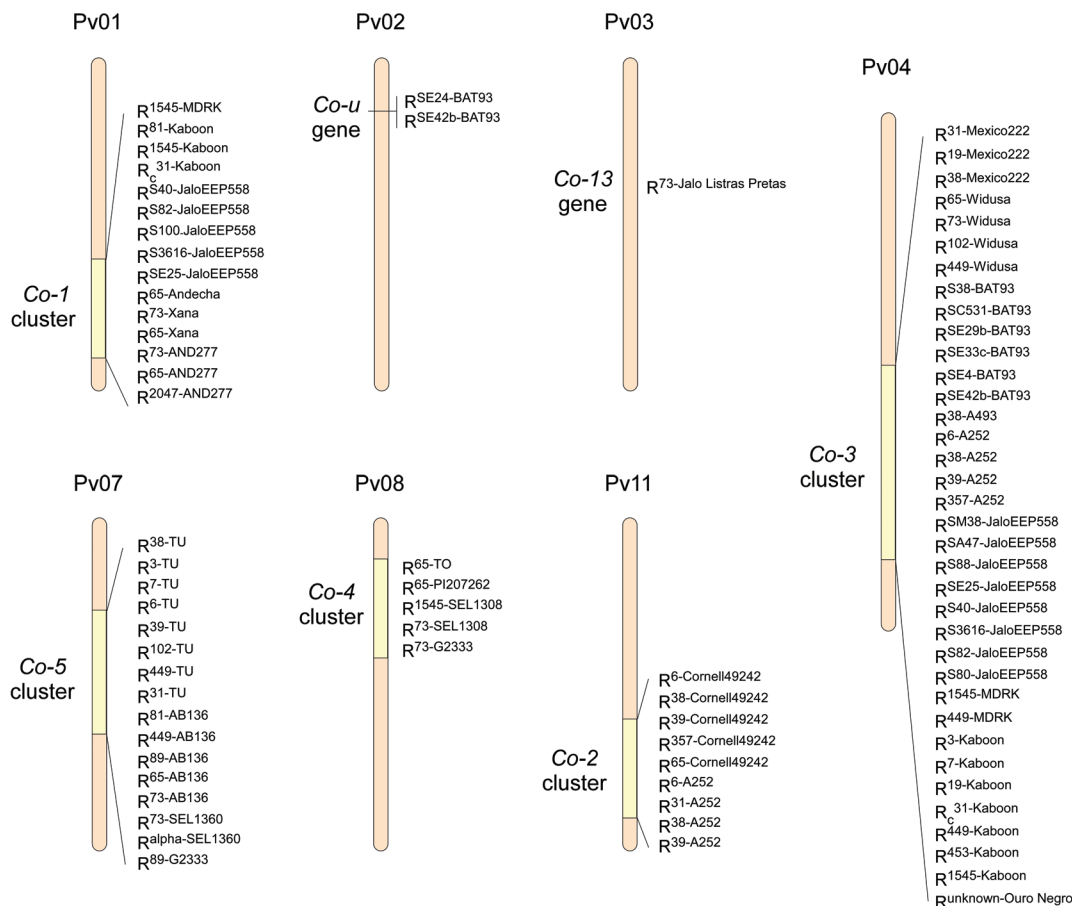 Pv01
Co-1
cluster
R1545-MDRK
R81-Kaboon
R1545-Kaboon
Rc31-Kaboon
RS40-JaloEEP558
RS82-JaloEEP558
RS100-JaloEEP558
RS3616-JaloEEP558
RSE25-JaloEEP558
R65-Andecha
R73-Xana
R65-Xana
R73-AND277
R65-AND277
R2047-AND277
Pv02
Co-u
gene
RSE24-BAT93
RSE42b-BAT93
Pv03
Co-13
gene
R73-Jalo Listras Pretas
Pv04
Co-3
cluster
R31-Mexico222
R19-Mexico222
R38-Mexico222
R65-Widusa
R73-Widusa
R102-Widusa
R449-Widusa
RS38-BAT93
RSC531-BAT93
RSE29b-BAT93
RSE33c-BAT93
RSE4-BAT93
RSE42b-BAT93
R38-A493
R6-A252
R38-A252
R39-A252
R357-A252
RSM38-JaloEEP558
RSA47-JaloEEP558
RS88-JaloEEP558
RSE25-JaloEEP558
RS40-JaloEEP558
RS3616-JaloEEP558
RS82-JaloEEP558
RS80-JaloEEP558
R1545-MDRK
R449-MDRK
R3-Kaboon
R7-Kaboon
R19-Kaboon
Rc31-Kaboon
R449-Kaboon
R453-Kaboon
R1545-Kaboon
Runknown-Ouro Negro
Pv07
Co-5
cluster
R38-TU
R3-TU
R7-TU
R6-TU
R39-TU
R102-TU
R449-TU
R31-TU
R81-AB136
R449-AB136
R89-AB136
R65-AB136
R73-AB136
R73-SEL1360
Ralpha-SEL1360
R89-G2333
Pv08
Co-4
cluster
R65-TO
R65-PI207262
R1545-SEL1308
R73-SEL1308
R73-G2333
Pv11
Co-2
cluster
R6-Cornell49242
R38-Cornell49242
R39-Cornell49242
R357-Cornell49242
R65-Cornell49242
R6-A252
R31-A252
R38-A252
R39-A252